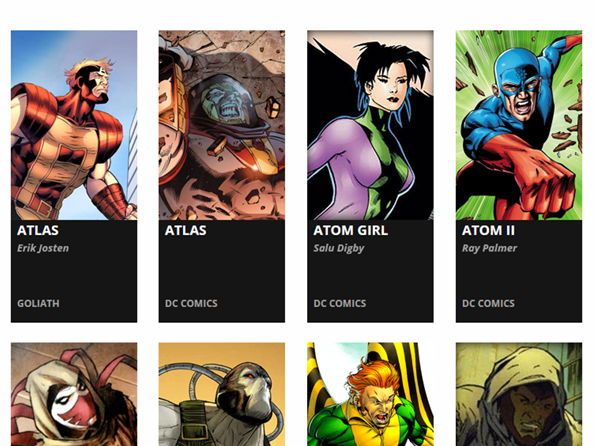 ATLAS
Erik Josten
GOLIATH
ATLAS
DC COMICS
ATOM GIRL
Salu Digby
DC COMICS
ATOM II
Ray Palmer
DC COMICS